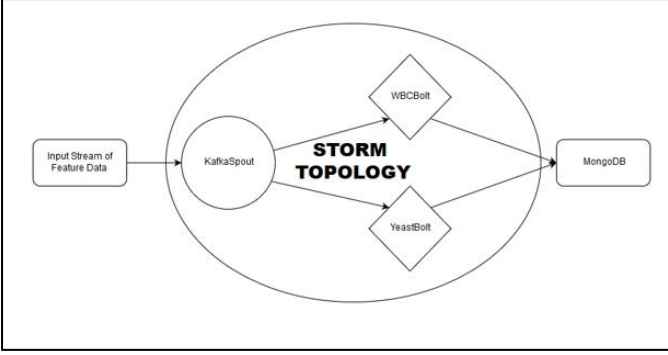 Input Stream of
Feature Data
KafkaSpout
WBCBolt
STORM
TOPOLOGY
YeastBolt
MongoDB